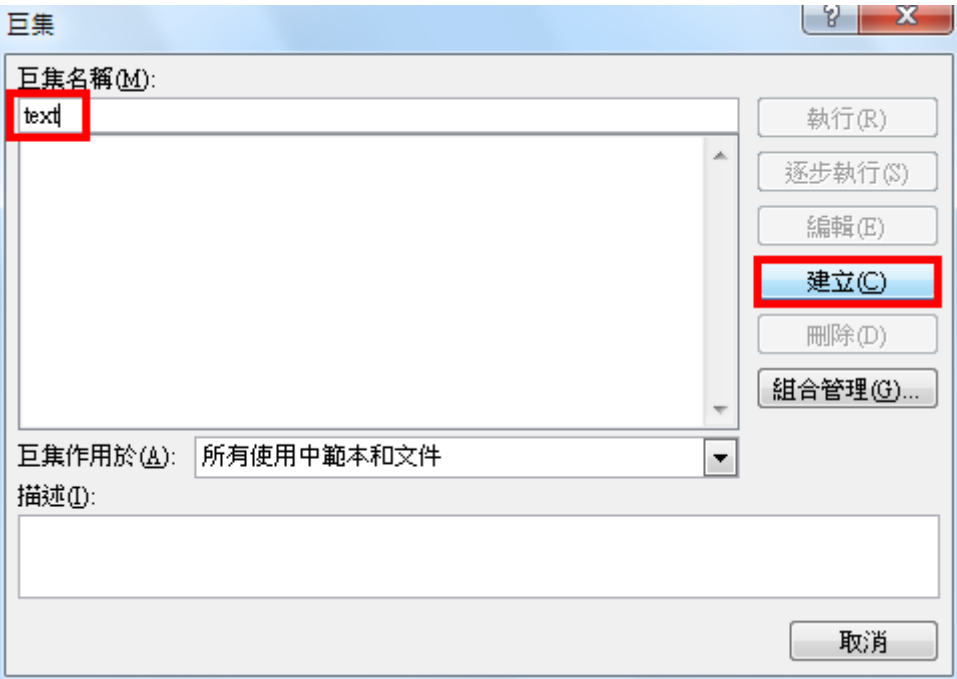 巨集
巨集名稱(M):
text
執行(R)
逐步執行(S)
編輯(E)
建立(C)
刪除(D)
組合管理(G)...
巨集作用於(A):
所有使用中範本和文件
描述(I):
取消